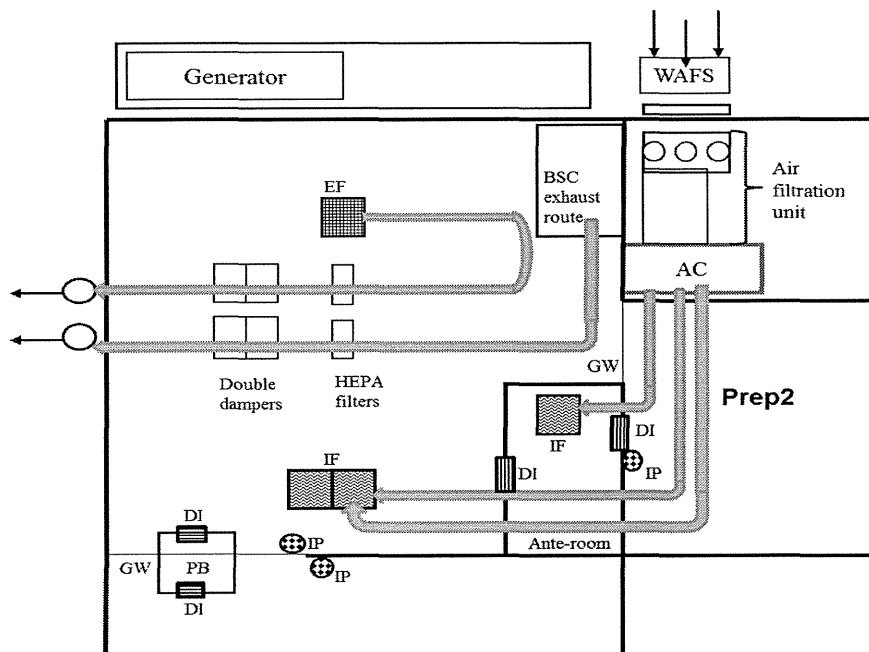 Generator
WAFS
EF
BSC
exhaust
route
Air
filtration
unit
AC
Double
dampers
HEPA
filters
GW
Prep2
IF
DI
IP
IF
DI
DI
IP
Ante-room
GW
PB
IP
DI